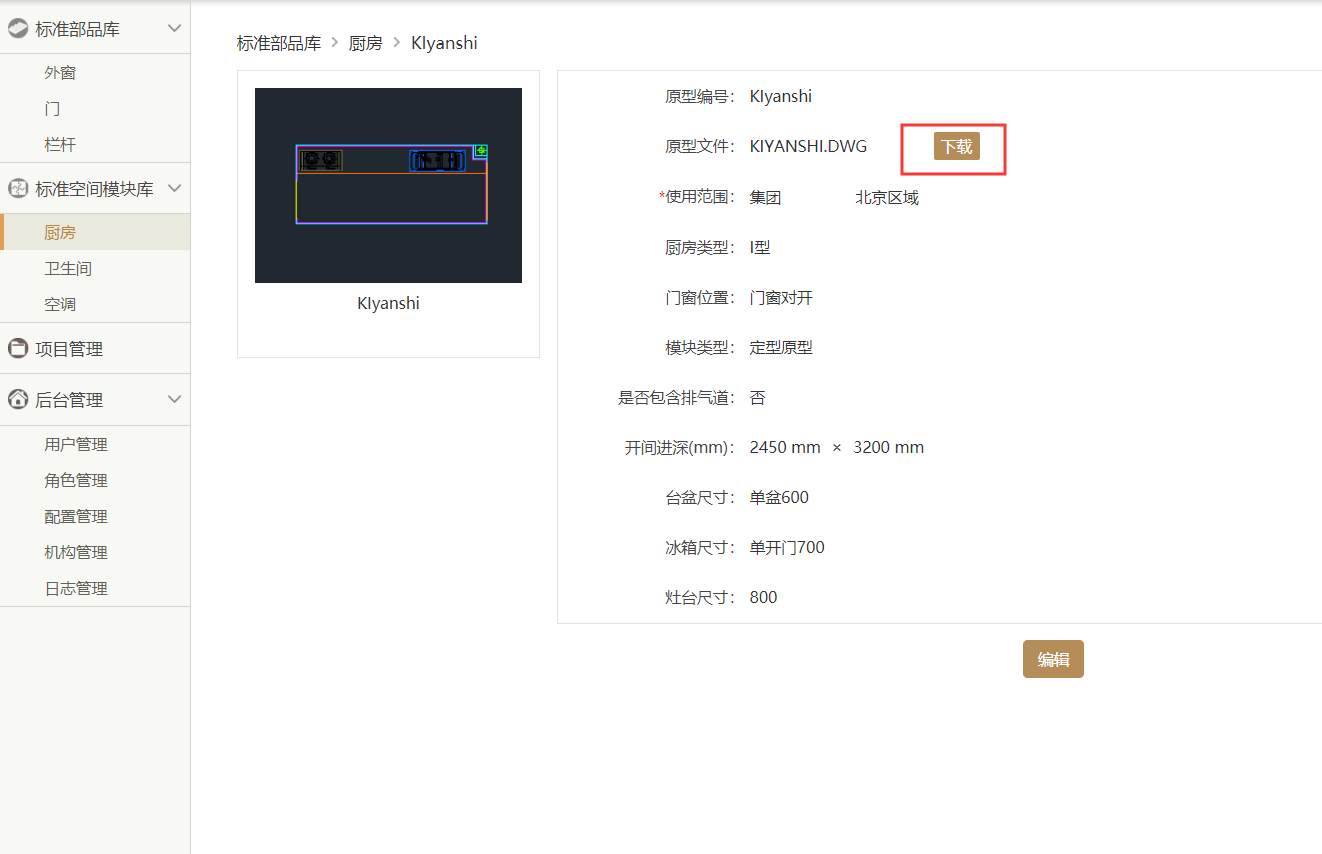 标准部品库
外窗
门
栏杆
标准空间模块库
厨房
卫生间
空调
项目管理
后台管理
用户管理
角色管理
配置管理
机构管理
日志管理
标准部品库 > 厨房 > KIyanshi
KIyanshi
原型编号： KIyanshi
原型文件： KIYANSHI.DWG 下载
*使用范围： 集团 北京区域
厨房类型： I型
门窗位置： 门窗对开
模块类型： 定型原型
是否包含排气道： 否
开间进深(mm)： 2450 mm × 3200 mm
台盆尺寸： 单盆600
冰箱尺寸： 单开门700
灶台尺寸： 800
编辑